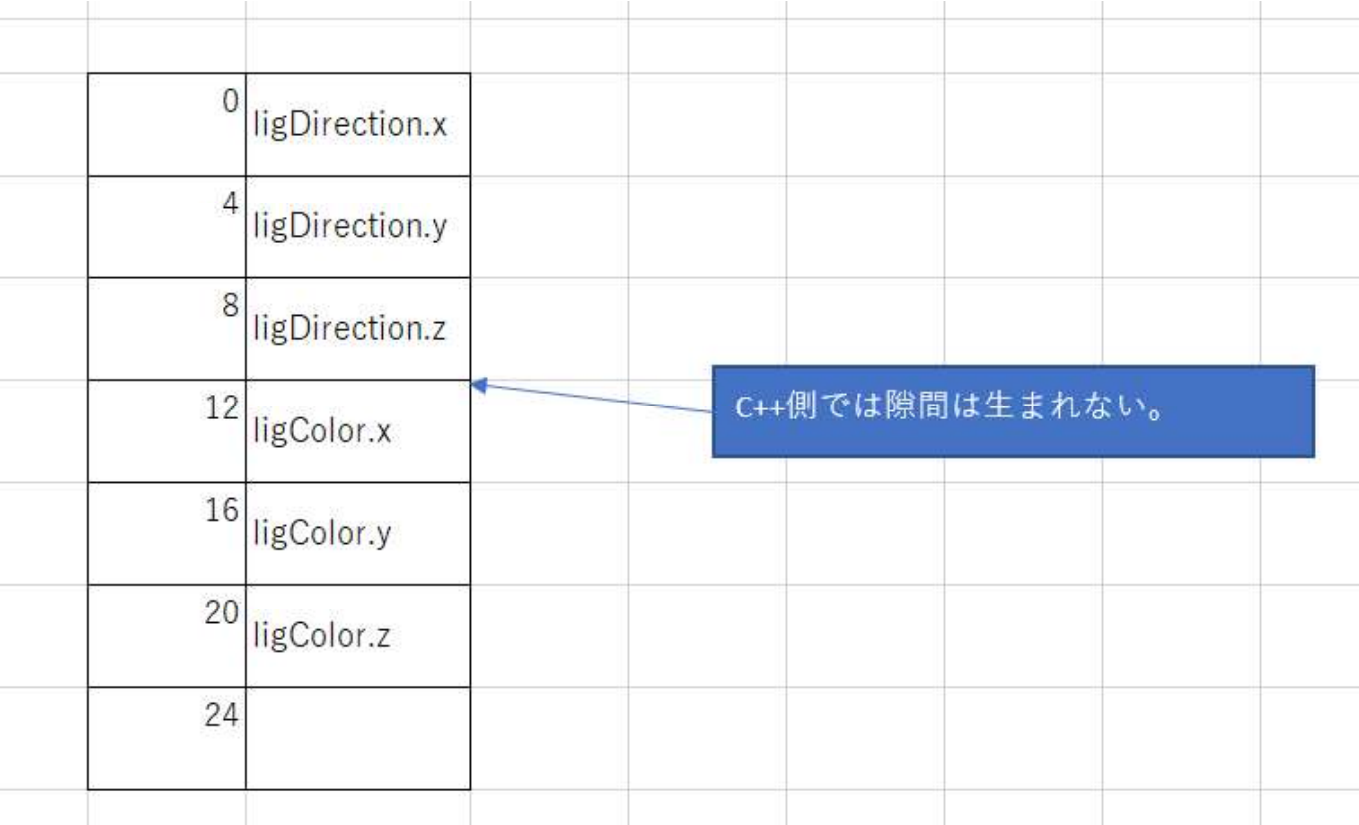 0 ligDirection.x
4 ligDirection.y
8 ligDirection.z
C++側では隙間は生まれない。
12 ligColor.x
16 ligColor.y
20 ligColor.z
24